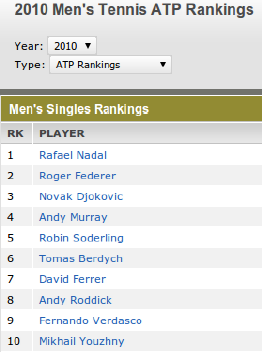 2010 Men's Tennis ATP Rankings
Year: 2010
Type: ATP Rankings
Men's Singles Rankings
RK PLAYER
1 Rafael Nadal
2 Roger Federer
3 Novak Djokovic
4 Andy Murray
5 Robin Soderling
6 Tomas Berdych
7 David Ferrer
8 Andy Roddick
9 Fernando Verdasco
10 Mikhail Youzhny